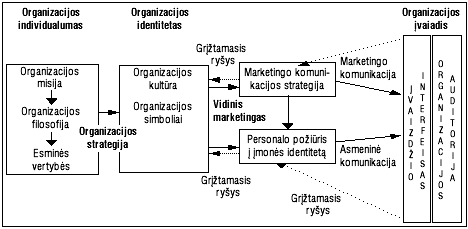 Organizacijos
individualumas
Organizacijos
identitetas
Organizacijos
įvaizdis
Organizacijos
misija
Organizacijos
filosofija
Esminės
vertybės
Organizacijos
strategija
Organizacijos
kultūra
Organizacijos
simboliai
Grįžtamasis
ryšys
Vidinis
marketingas
Grįžtamasis
ryšys
Marketingo komuni-
kacijos strategija
Personalo požiūris
į įmonės identitetą
Marketingo
komunikacija
Asmeninė
komunikacija
Grįžtamasis
ryšys
ĮVAIZDŽIO
INTERFEISAS
ORGANIZACIJOS
AUDITORIJA